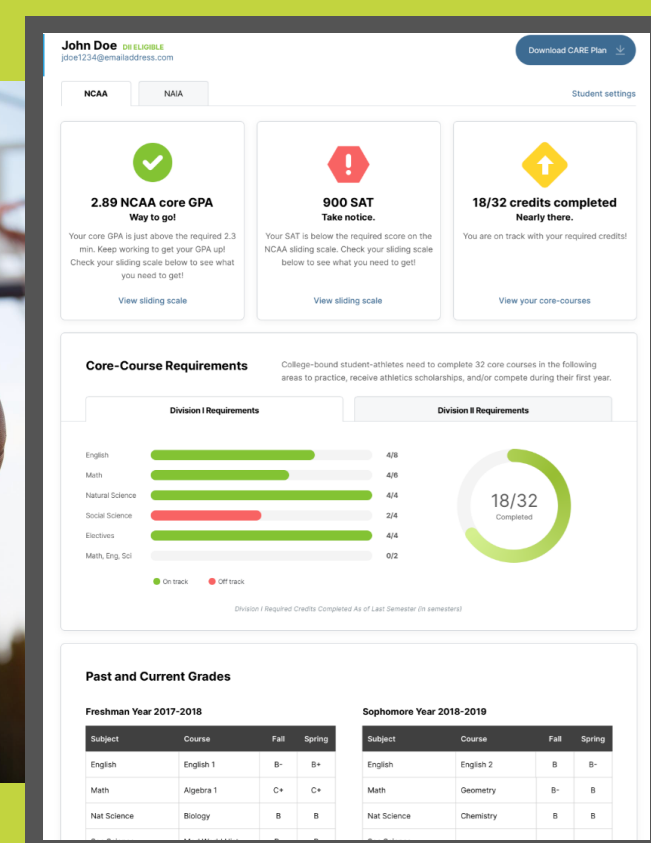 John Doe DII ELIGIBLE
jdoe1234@emailaddress.com
Download CARE Plan
NCAA
NAIA
Student settings
2.89 NCAA core GPA
Way to go!
Your core GPA is just above the required 2.3
min. Keep working to get your GPA up!
Check your sliding scale below to see what
you need to get!
View sliding scale
900 SAT
Take notice.
Your SAT is below the required score on the
NCAA sliding scale. Check your sliding scale
below to see what you need to get!
View sliding scale
18/32 credits completed
Nearly there.
You are on track with your required credits!
View your core-courses
Core-Course Requirements
College-bound student-athletes need to complete 32 core courses in the following
areas to practice, receive athletics scholarships, and/or compete during their first year.
Division I Requirements
Division II Requirements
English 4/8
Math 4/6
Natural Science 4/4
Social Science 2/4
Electives 4/4
Math, Eng, Sci 0/2
18/32
Completed
On track Off track
Division I Required Credits Completed As of Last Semester (in semesters)
Past and Current Grades
Freshman Year 2017-2018
Subject Course Fall Spring
English English 1 B- B+
Math Algebra 1 C+ C+
Nat Science Biology B B
Sophomore Year 2018-2019
Subject Course Fall Spring
English English 2 B B-
Math Geometry B- B
Nat Science Chemistry B B